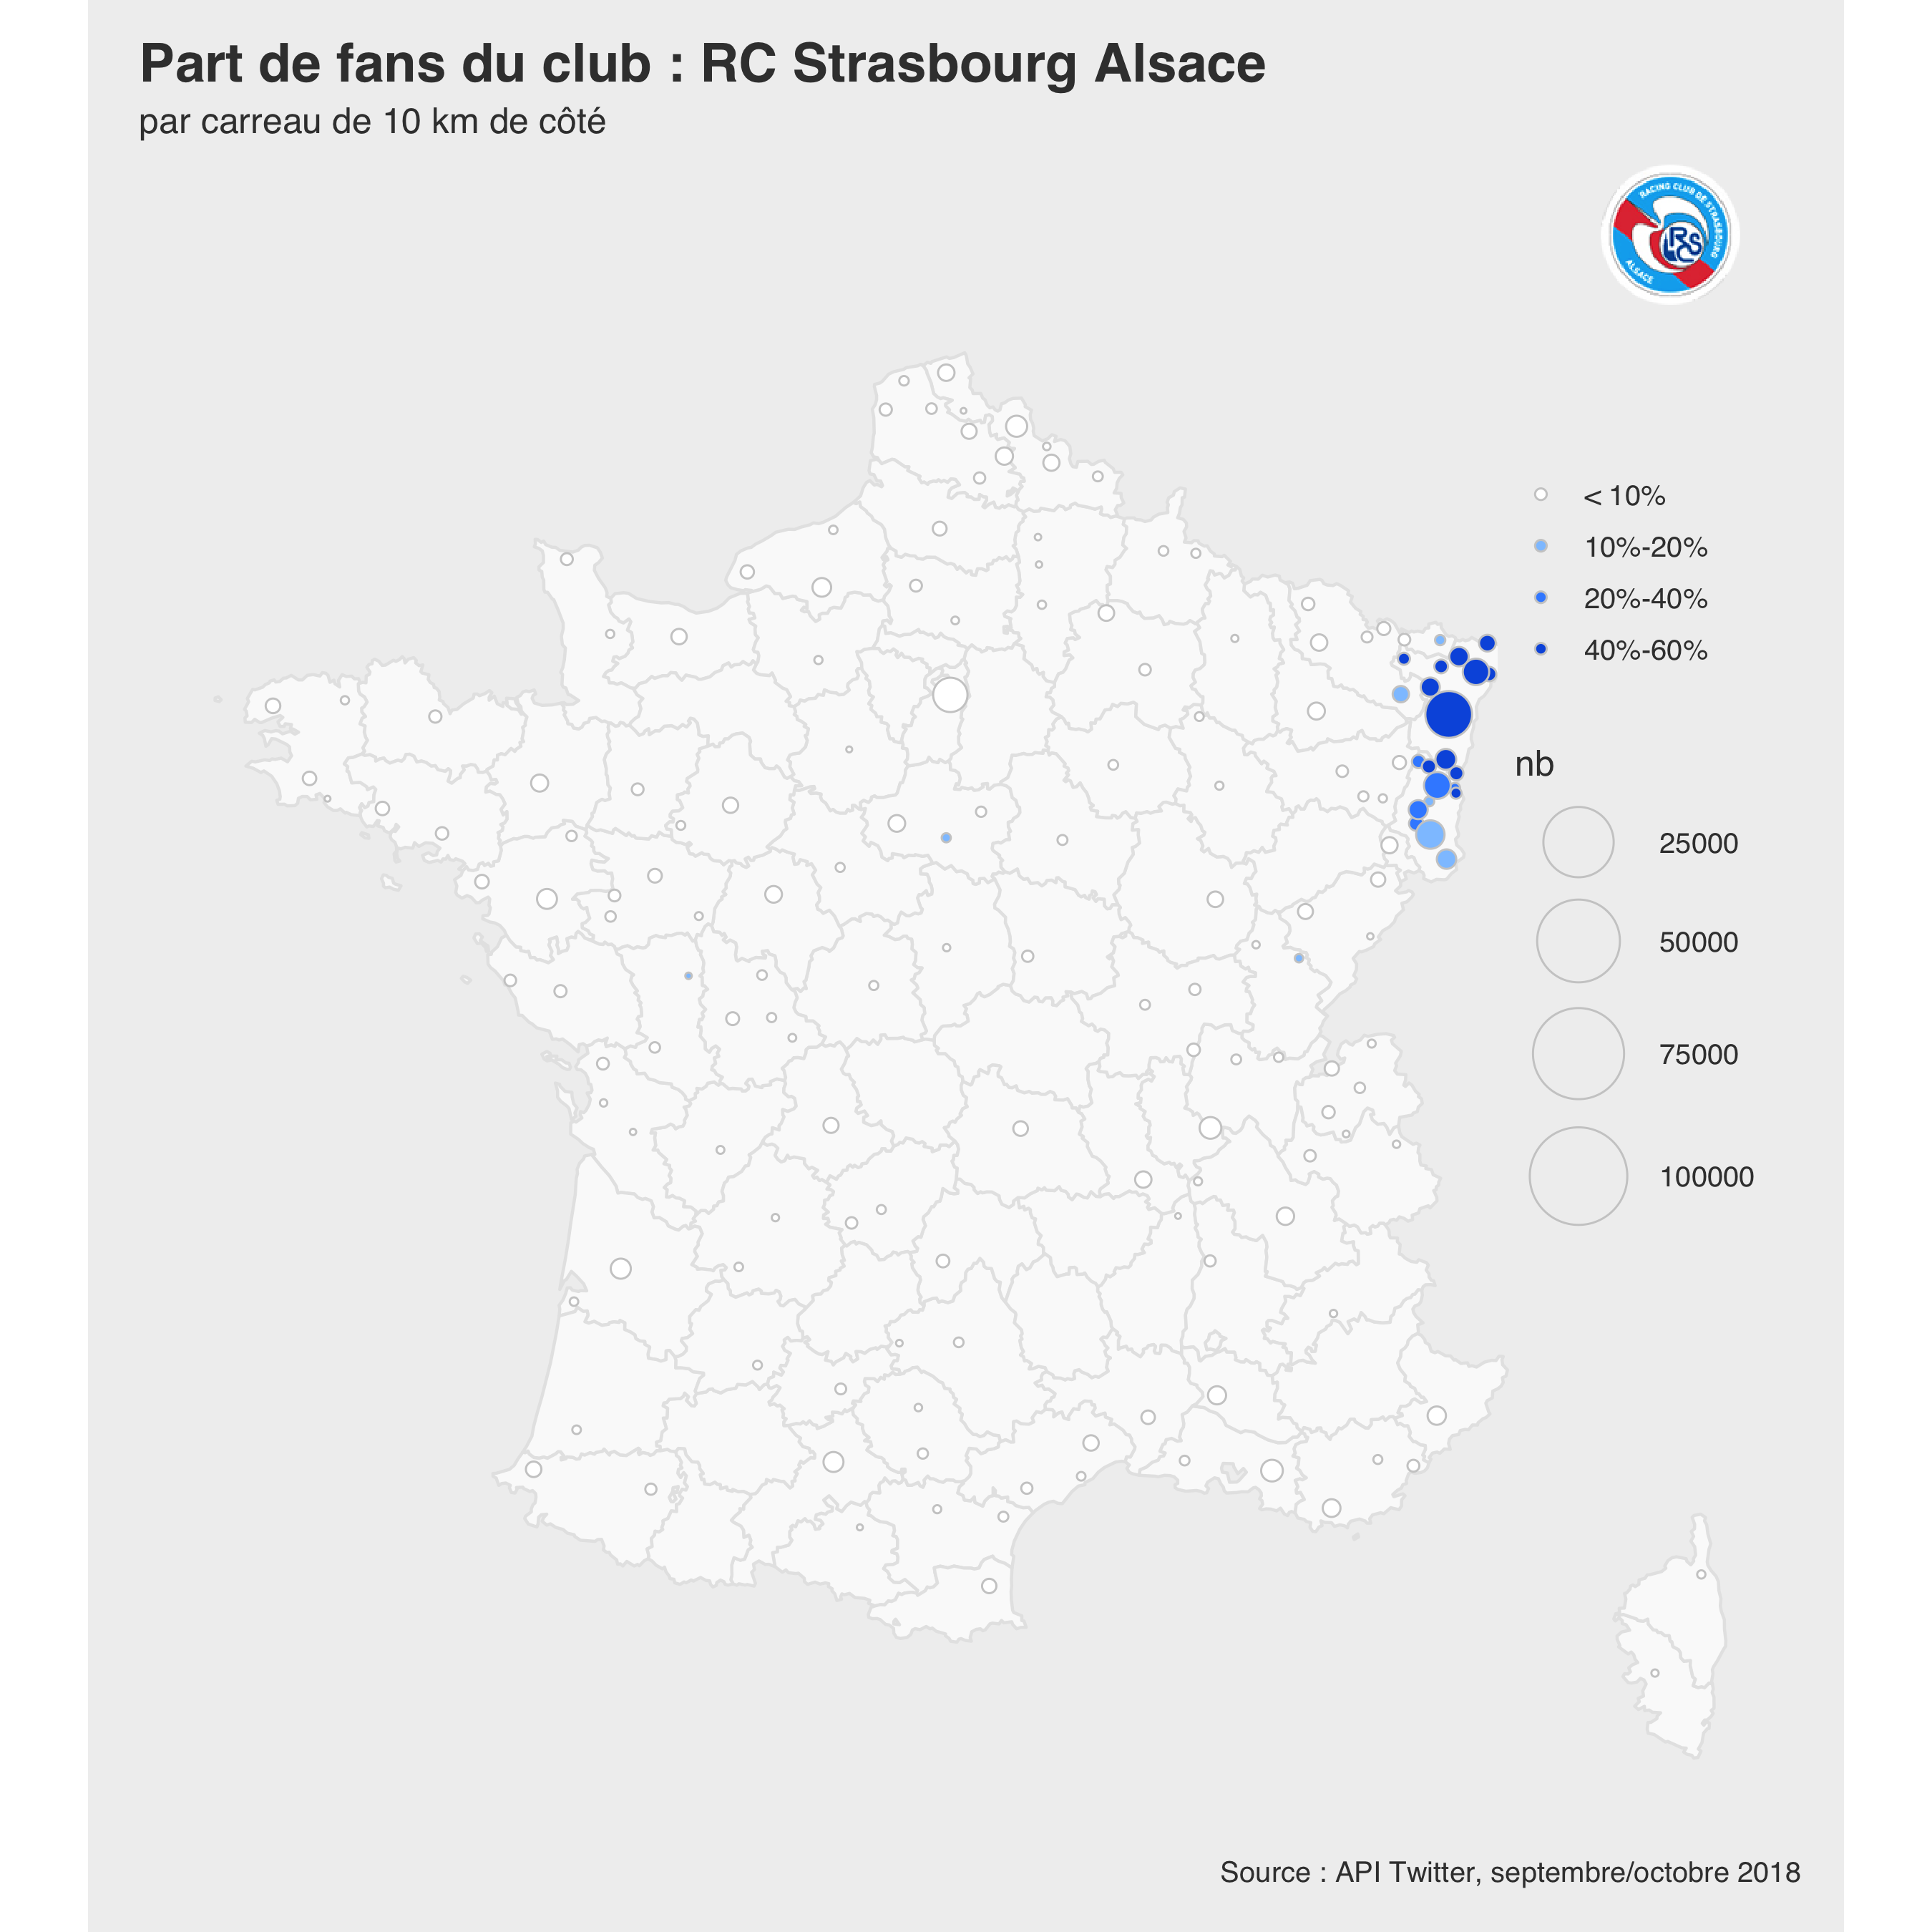 Part de fans du club : RC Strasbourg Alsace
par carreau de 10 km de côté
RACING CLUB DE STRASBOURG
RCS
ALSACE
< 10%
10%-20%
20%-40%
40%-60%
nb
25000
50000
75000
100000
Source : API Twitter, septembre/octobre 2018